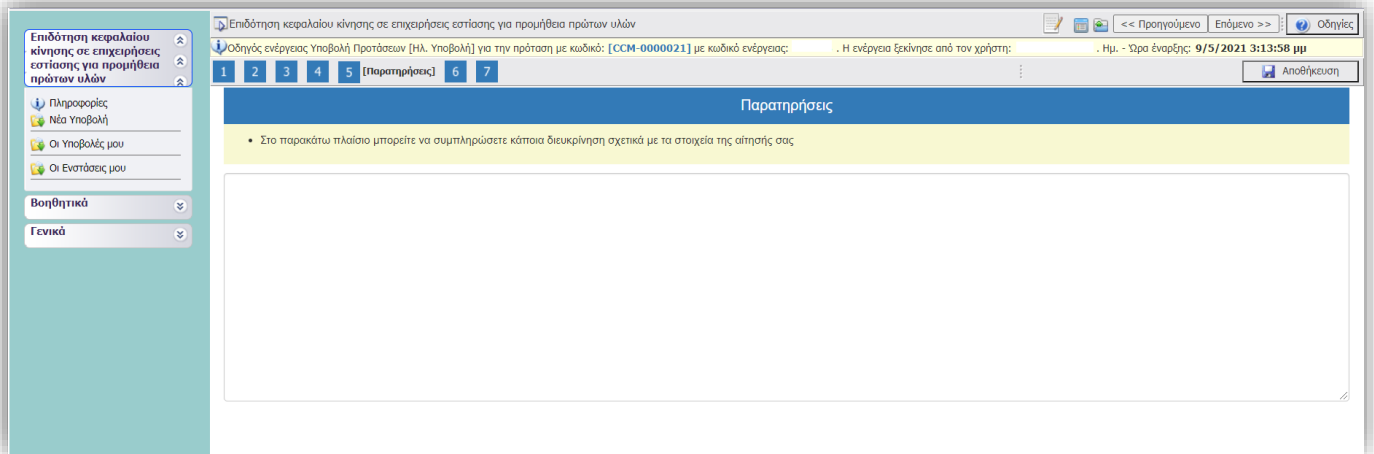 Επιδότηση κεφαλαίου
κίνησης σε επιχειρήσεις
εστίασης για προμήθεια
πρώτων υλών
Πληροφορίες
Νέα Υποβολή
Οι Υποβολές μου
Οι Ενστάσεις μου
Βοηθητικά
Γενικά
Επιδότηση κεφαλαίου κίνησης σε επιχειρήσεις εστίασης για προμήθεια πρώτων υλών
<< Προηγούμενο Επόμενο >> Οδηγίες
Οδηγός ενέργειας Υποβολή Προτάσεων [Ηλ. Υποβολή] για την πρόταση με κωδικό: [CCM-0000021] με κωδικό ενέργειας: . Η ενέργεια ξεκίνησε από τον χρήστη: . Ημ. - Ώρα έναρξης: 9/5/2021 3:13:58 μμ
1 2 3 4 5 [Παρατηρήσεις] 6 7 Αποθήκευση
Παρατηρήσεις
• Στο παρακάτω πλαίσιο μπορείτε να συμπληρώσετε κάποια διευκρίνηση σχετικά με τα στοιχεία της αίτησής σας